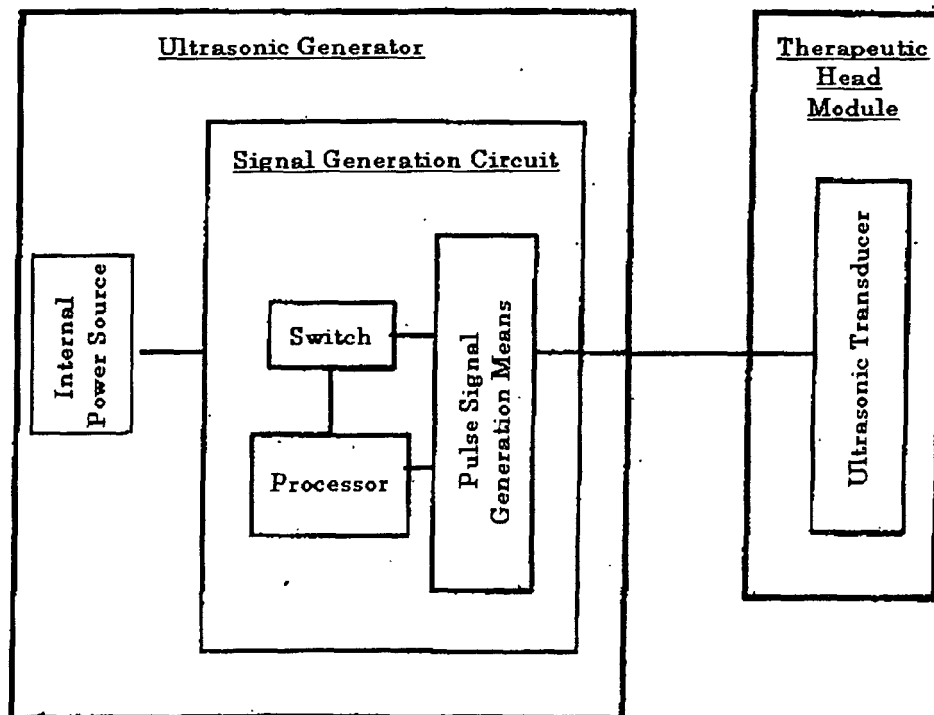 Ultrasonic Generator
Signal Generation Circuit
Internal
Power Source
Switch
Processor
Pulse Signal
Generation Means
Therapeutic
Head
Module
Ultrasonic Transducer